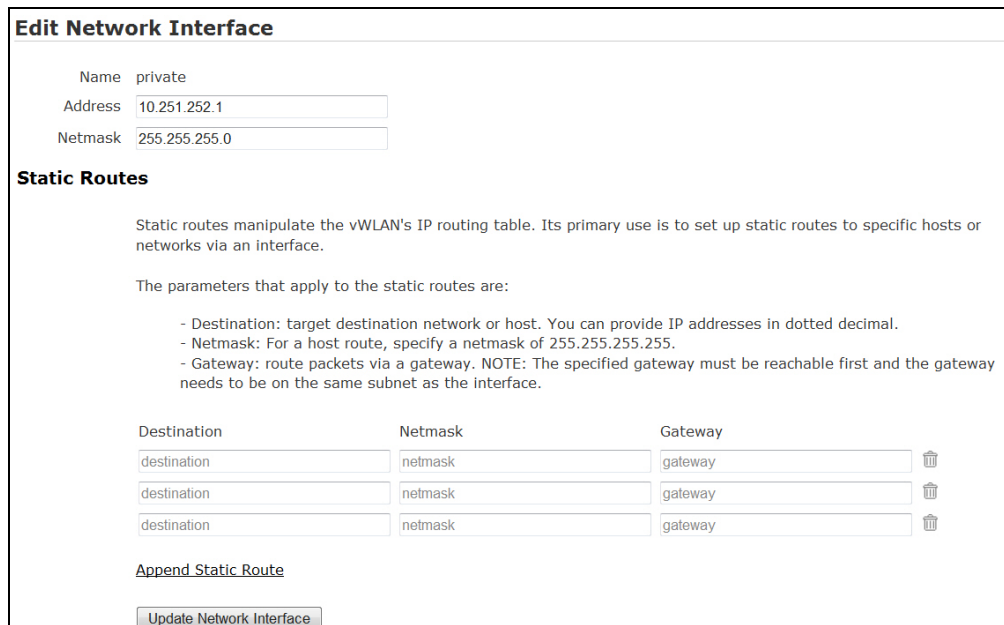 Edit Network Interface
Name private
Address 10.251.252.1
Netmask 255.255.255.0
Static Routes
Static routes manipulate the vWLAN's IP routing table. Its primary use is to set up static routes to specific hosts or
networks via an interface.
The parameters that apply to the static routes are:
- Destination: target destination network or host. You can provide IP addresses in dotted decimal.
- Netmask: For a host route, specify a netmask of 255.255.255.255.
- Gateway: route packets via a gateway. NOTE: The specified gateway must be reachable first and the gateway
needs to be on the same subnet as the interface.
Destination Netmask Gateway
destination netmask gateway
destination netmask gateway
destination netmask gateway
Append Static Route
Update Network Interface